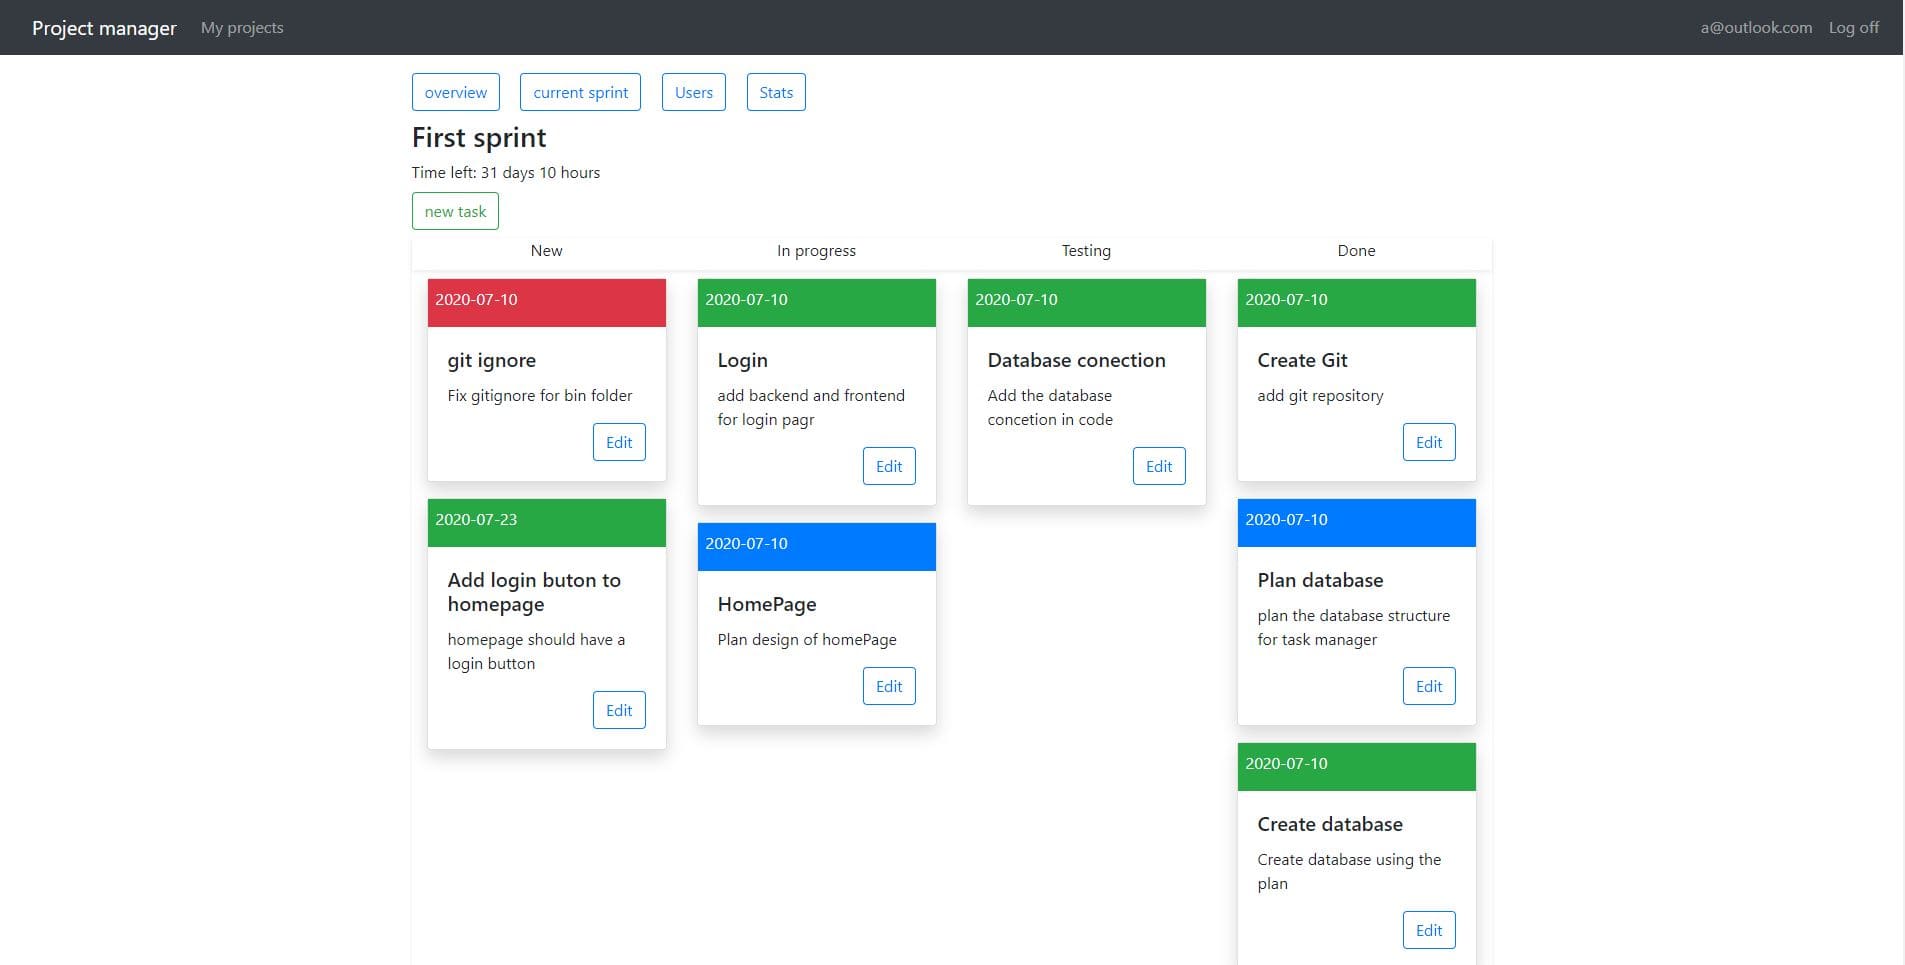 Project manager My projects a@outlook.com Log off
overview current sprint Users Stats
First sprint
Time left: 31 days 10 hours
new task
New In progress Testing Done
2020-07-10
git ignore
Fix gitignore for bin folder
Edit
2020-07-23
Add login buton to
homepage
homepage should have a
login button
Edit
2020-07-10
Login
add backend and frontend
for login pagr
Edit
2020-07-10
HomePage
Plan design of homePage
Edit
2020-07-10
Database conection
Add the database
concetion in code
Edit
2020-07-10
Create Git
add git repository
Edit
2020-07-10
Plan database
plan the database structure
for task manager
Edit
2020-07-10
Create database
Create database using the
plan
Edit